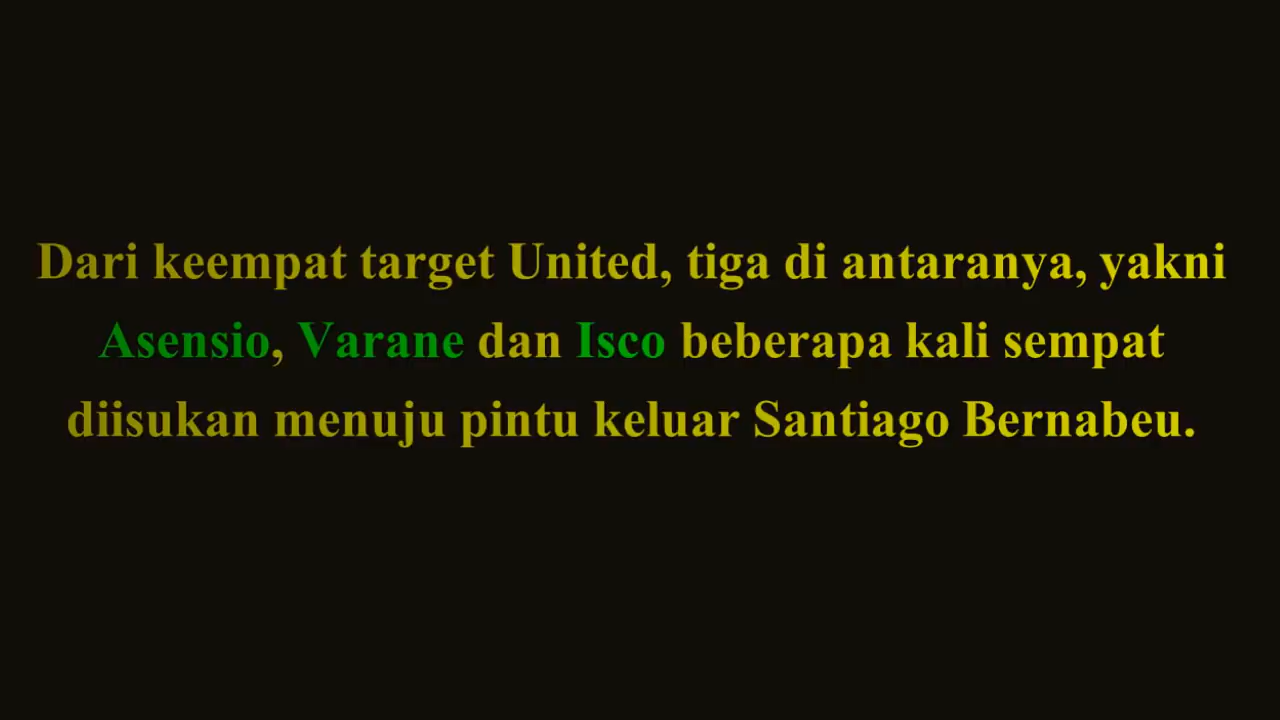 Dari keempat target United, tiga di antaranya, yakni
Asensio, Varane dan Isco beberapa kali sempat
diisukan menuju pintu keluar Santiago Bernabeu.